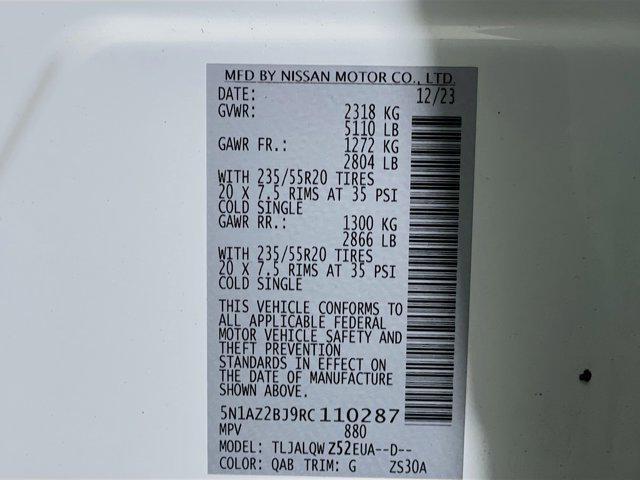 MFD BY NISSAN MOTOR CO., LTD.
DATE: 12/23
GVWR: 2318 KG
5110 LB
GAWR FR.: 1272 KG
2804 LB
WITH 235/55R20 TIRES
20 X 7.5 RIMS AT 35 PSI
COLD SINGLE
GAWR RR.: 1300 KG
2866 LB
WITH 235/55R20 TIRES
20 X 7.5 RIMS AT 35 PSI
COLD SINGLE
THIS VEHICLE CONFORMS TO
ALL APPLICABLE FEDERAL
MOTOR VEHICLE SAFETY AND
THEFT PREVENTION
STANDARDS IN EFFECT ON
THE DATE OF MANUFACTURE
SHOWN ABOVE.
5N1AZ2BJ9RC110287
MPV 880
MODEL: TLJALQWZ52EUA--D--
COLOR: QAB TRIM: G ZS30A